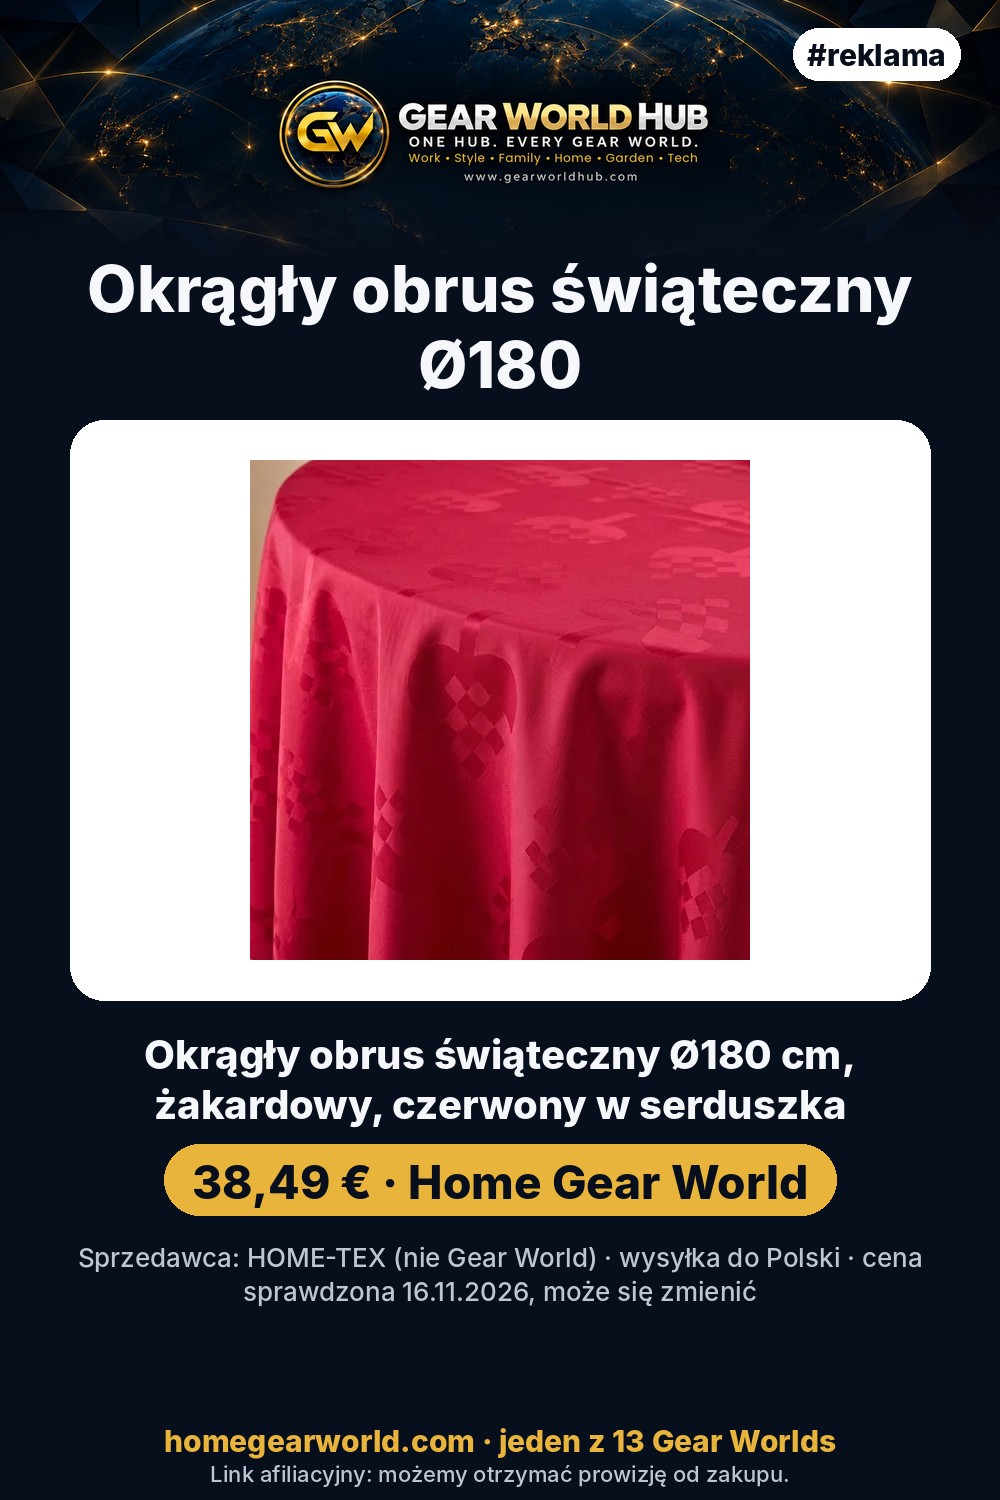 #reklama
GW
GEAR WORLD HUB
ONE HUB. EVERY GEAR WORLD.
Work • Style • Family • Home • Garden • Tech
www.gearworldhub.com
Okrągły obrus świąteczny
Ø180
Okrągły obrus świąteczny Ø180 cm,
żakardowy, czerwony w serduszka
38,49 € · Home Gear World
Sprzedawca: HOME-TEX (nie Gear World) · wysyłka do Polski · cena
sprawdzona 16.11.2026, może się zmienić
homegearworld.com · jeden z 13 Gear Worlds
Link afiliacyjny: możemy otrzymać prowizję od zakupu.